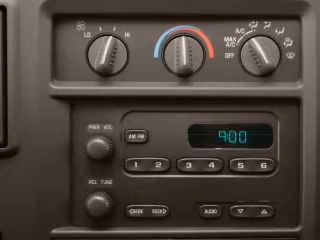 LO HI
A/C
MAX A/C
OFF
9:00
PWR VOL
AM FM
1 2 3 4 5 6
REC TUNE
SEEK SEEK AUDIO